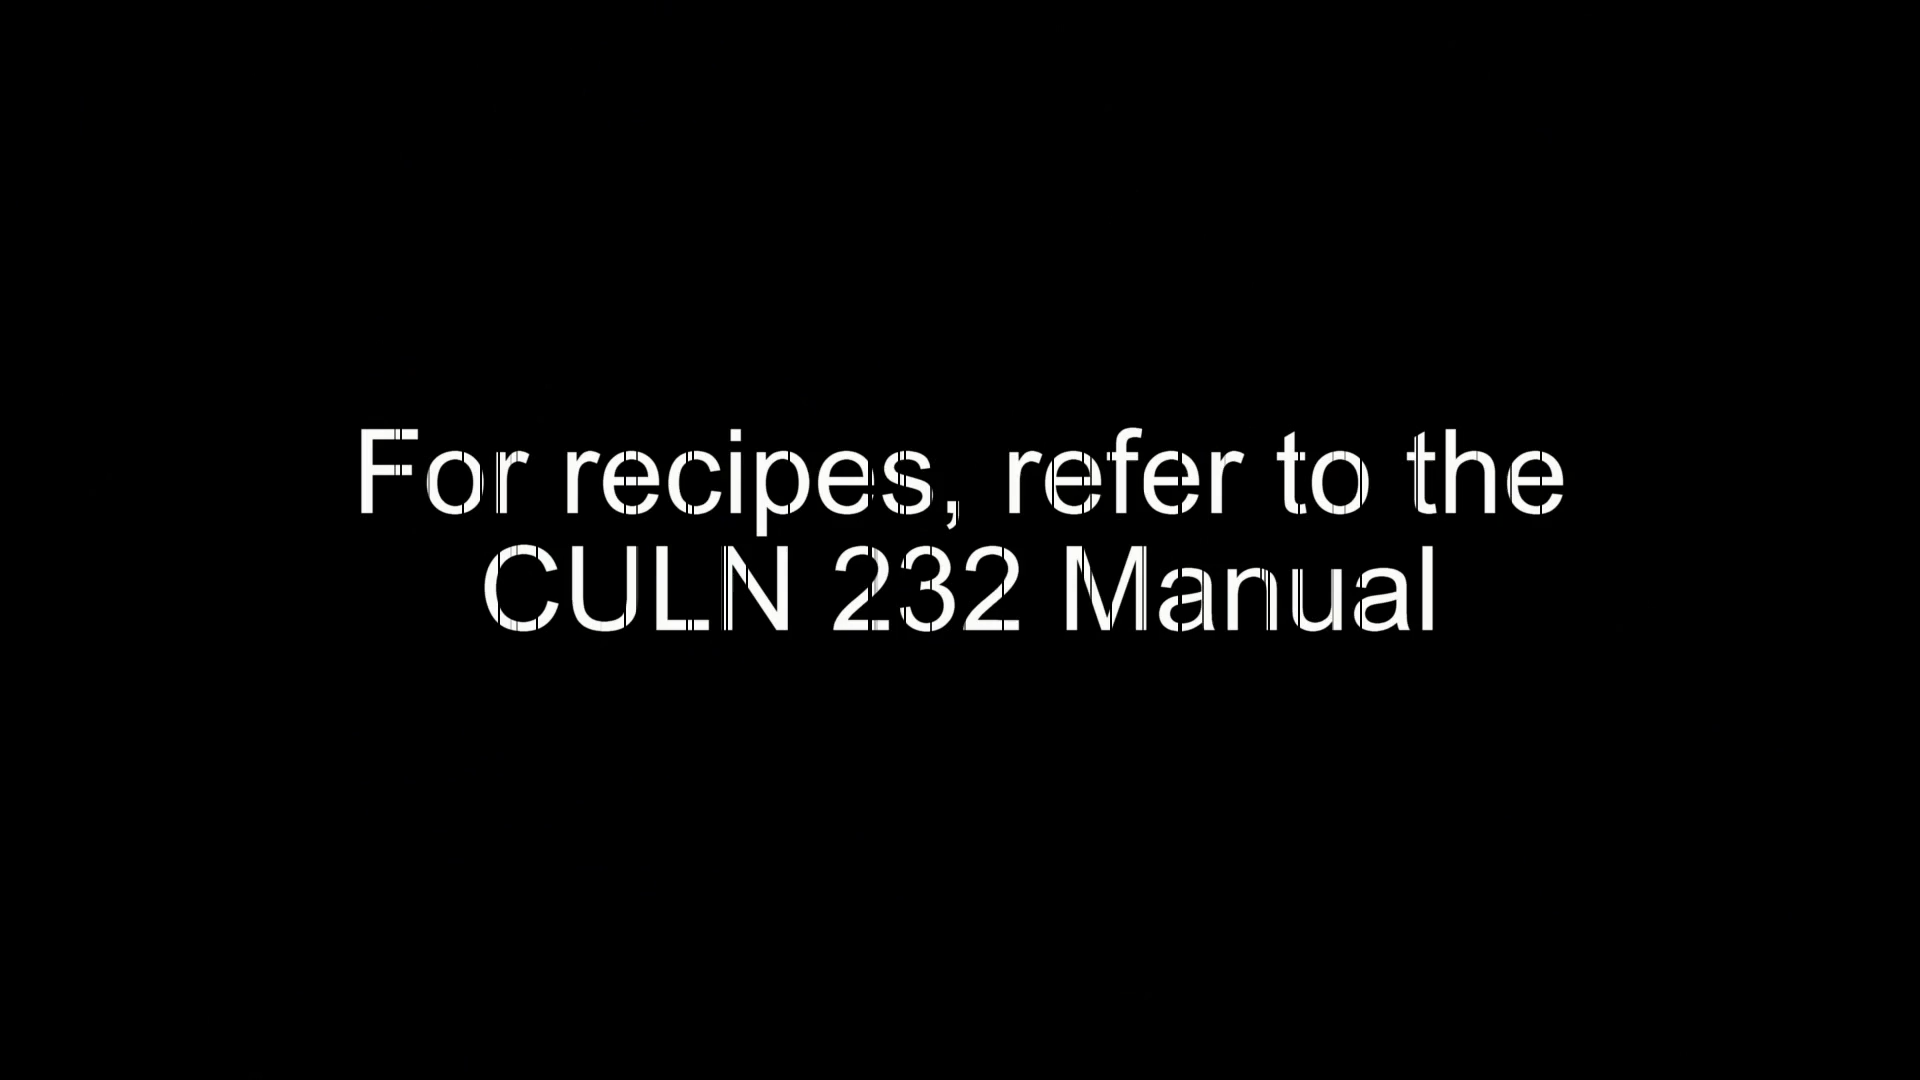 For recipes, refer to the
CULN 232 Manual